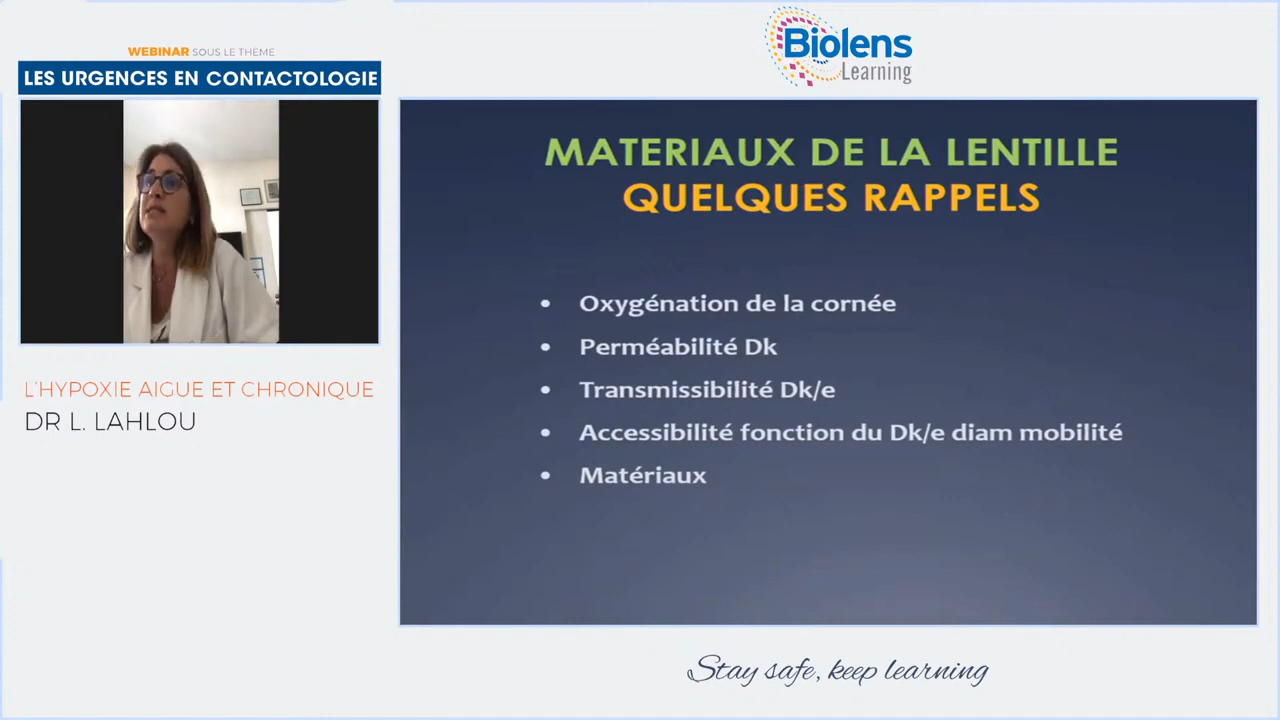 WEBINAR SOUS LE THÈME
LES URGENCES EN CONTACTOLOGIE
Biolens
Learning
MATERIAUX DE LA LENTILLE
QUELQUES RAPPELS
• Oxygénation de la cornée
• Perméabilité Dk
• Transmissibilité Dk/e
• Accessibilité fonction du Dk/e diam mobilité
• Matériaux
L'HYPOXIE AIGUE ET CHRONIQUE
DR L. LAHLOU
Stay safe, keep learning